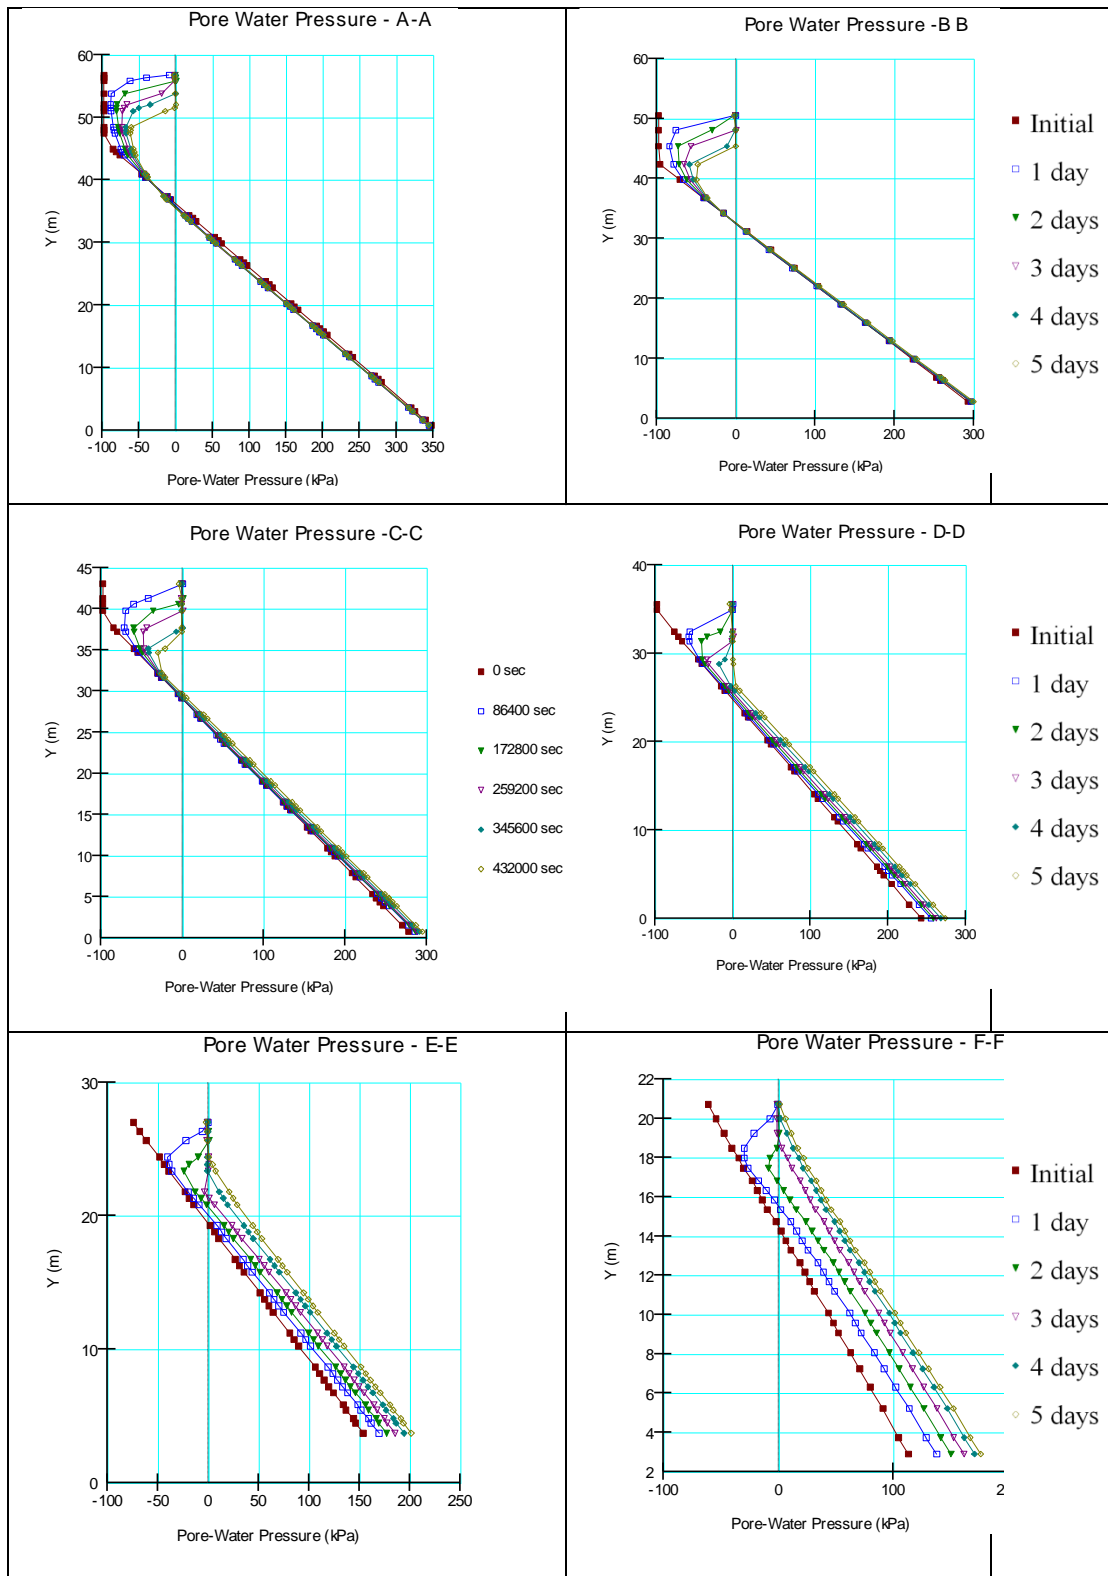 Pore Water Pressure - A-A
60
50
40
30
20
10
0
Y (m)
-100 -50 0 50 100 150 200 250 300 350
Pore-Water Pressure (kPa)
Pore Water Pressure -B B
60
50
40
30
20
10
0
Y (m)
-100 0 100 200 300
Pore-Water Pressure (kPa)
Initial
1 day
2 days
3 days
4 days
5 days
Pore Water Pressure -C-C
45
40
35
30
25
20
15
10
5
0
Y (m)
-100 0 100 200 300
Pore-Water Pressure (kPa)
0 sec
86400 sec
172800 sec
259200 sec
345600 sec
432000 sec
Pore Water Pressure - D-D
40
30
20
10
0
Y (m)
-100 0 100 200 300
Pore-Water Pressure (kPa)
Initial
1 day
2 days
3 days
4 days
5 days
Pore Water Pressure - E-E
30
20
10
0
Y (m)
-100 -50 0 50 100 150 200 250
Pore-Water Pressure (kPa)
Pore Water Pressure - F-F
22
20
18
16
14
12
10
8
6
4
2
Y (m)
-100 0 100 2
Pore-Water Pressure (kPa)
Initial
1 day
2 days
3 days
4 days
5 days